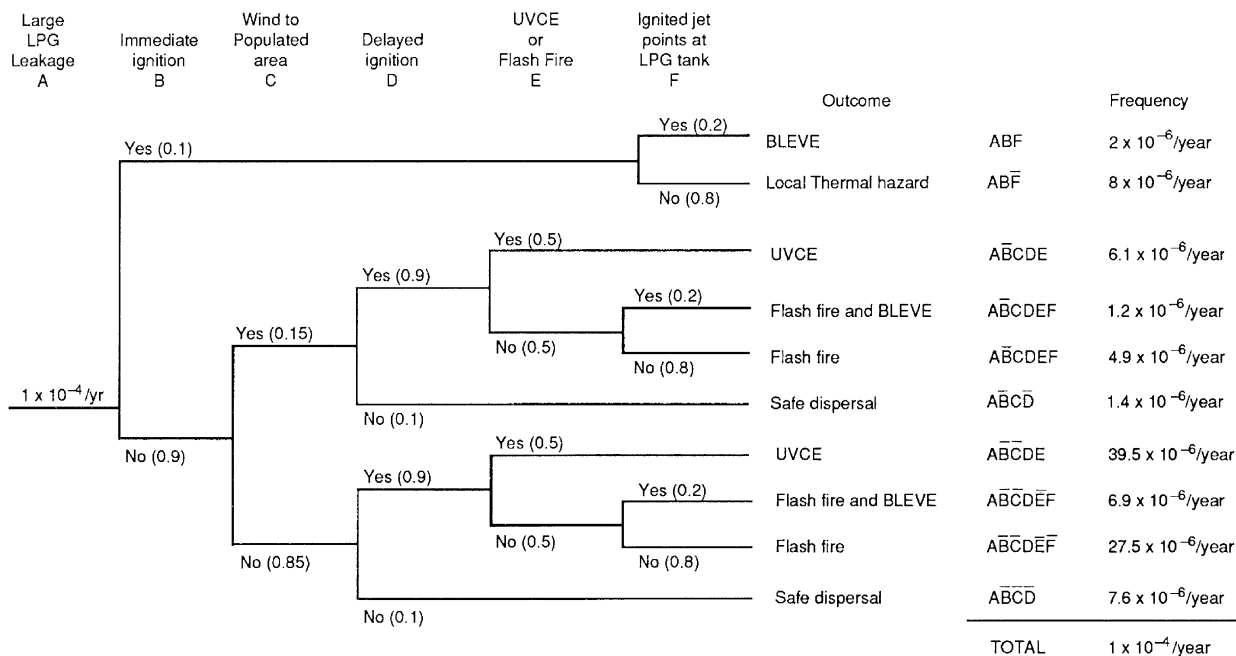 Large LPG Leakage A
Immediate ignition B
Wind to Populated area C
Delayed ignition D
UVCE or Flash Fire E
Ignited jet points at LPG tank F
Outcome
Frequency
Yes (0.1)
Yes (0.2)
BLEVE ABF 2 x 10⁻⁶/year
Local Thermal hazard ABF̅ 8 x 10⁻⁶/year
No (0.8)
Yes (0.5)
UVCE AB̅CDE 6.1 x 10⁻⁶/year
Yes (0.9)
Yes (0.2)
Flash fire and BLEVE AB̅CDEF 1.2 x 10⁻⁶/year
Yes (0.15)
No (0.5)
Flash fire AB̅CDEF 4.9 x 10⁻⁶/year
No (0.8)
1 x 10⁻⁴/yr
Safe dispersal AB̅CD̅ 1.4 x 10⁻⁶/year
No (0.1)
No (0.9)
Yes (0.5)
UVCE AB̅C̅DE 39.5 x 10⁻⁶/year
Yes (0.9)
Yes (0.2)
Flash fire and BLEVE AB̅C̅DE̅F 6.9 x 10⁻⁶/year
No (0.85)
No (0.5)
Flash fire AB̅C̅DE̅F̅ 27.5 x 10⁻⁶/year
No (0.8)
Safe dispersal AB̅C̅D̅ 7.6 x 10⁻⁶/year
No (0.1)
TOTAL 1 x 10⁻⁴/year